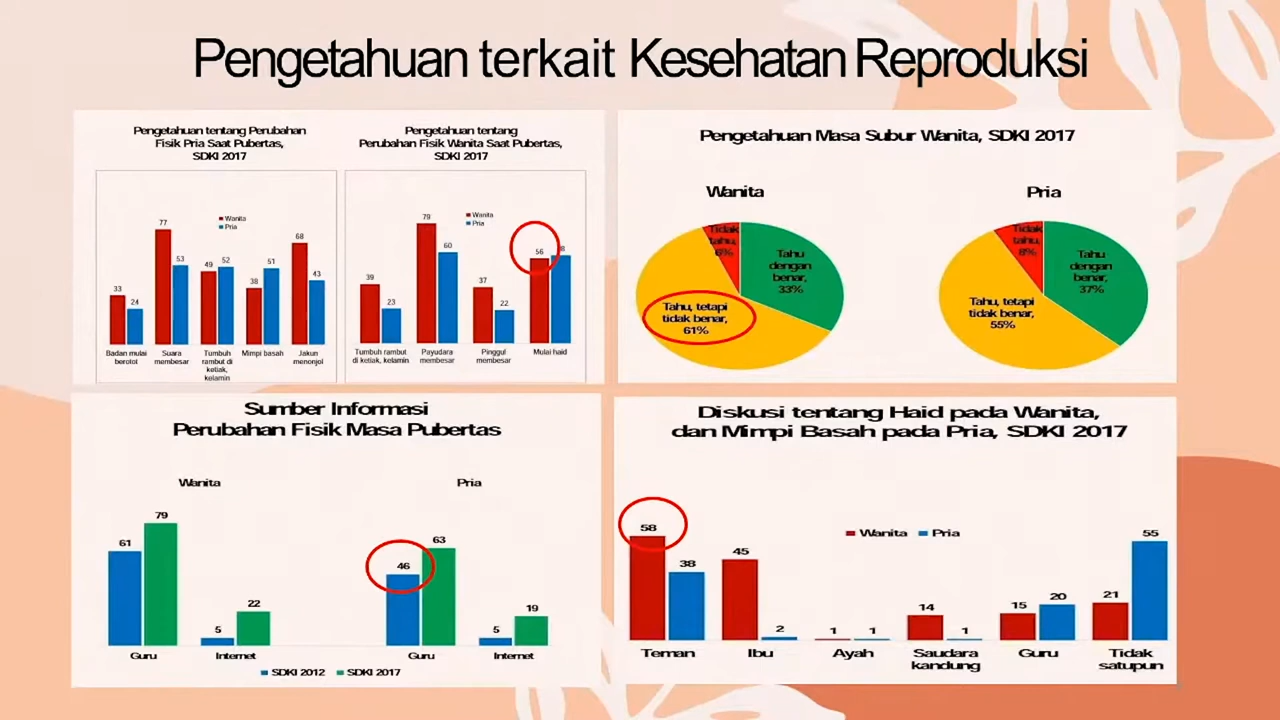 Pengetahuan terkait Kesehatan Reproduksi
Pengetahuan tentang Perubahan
Fisik Pria Saat Pubertas,
SDKI 2017
Wanita
Pria
77
68
53
49
52
51
38
43
33
24
Badan mulai
berotot
Suara
membesar
Tumbuh
rambut di
ketiak,
kelamin
Mimpi basah
Jakun
menonjol
Pengetahuan tentang
Perubahan Fisik Wanita Saat Pubertas,
SDKI 2017
Wanita
Pria
79
60
56
39
37
23
22
Tumbuh rambut
di ketiak, kelamin
Payudara
membesar
Pinggul
membesar
Mulai haid
Pengetahuan Masa Subur Wanita, SDKI 2017
Wanita
Tidak
tahu,
6%
Tahu
dengan
benar,
33%
Tahu, tetapi
tidak benar,
61%
Pria
Tidak
tahu,
8%
Tahu
dengan
benar,
37%
Tahu, tetapi
tidak benar,
55%
Sumber Informasi
Perubahan Fisik Masa Pubertas
Wanita
61
79
5
22
Guru
Internet
Pria
46
63
5
19
Guru
Internet
SDKI 2012
SDKI 2017
Diskusi tentang Haid pada Wanita,
dan Mimpi Basah pada Pria, SDKI 2017
Wanita
Pria
58
38
45
2
1
1
14
1
15
20
21
55
Teman
Ibu
Ayah
Saudara
kandung
Guru
Tidak
satupun